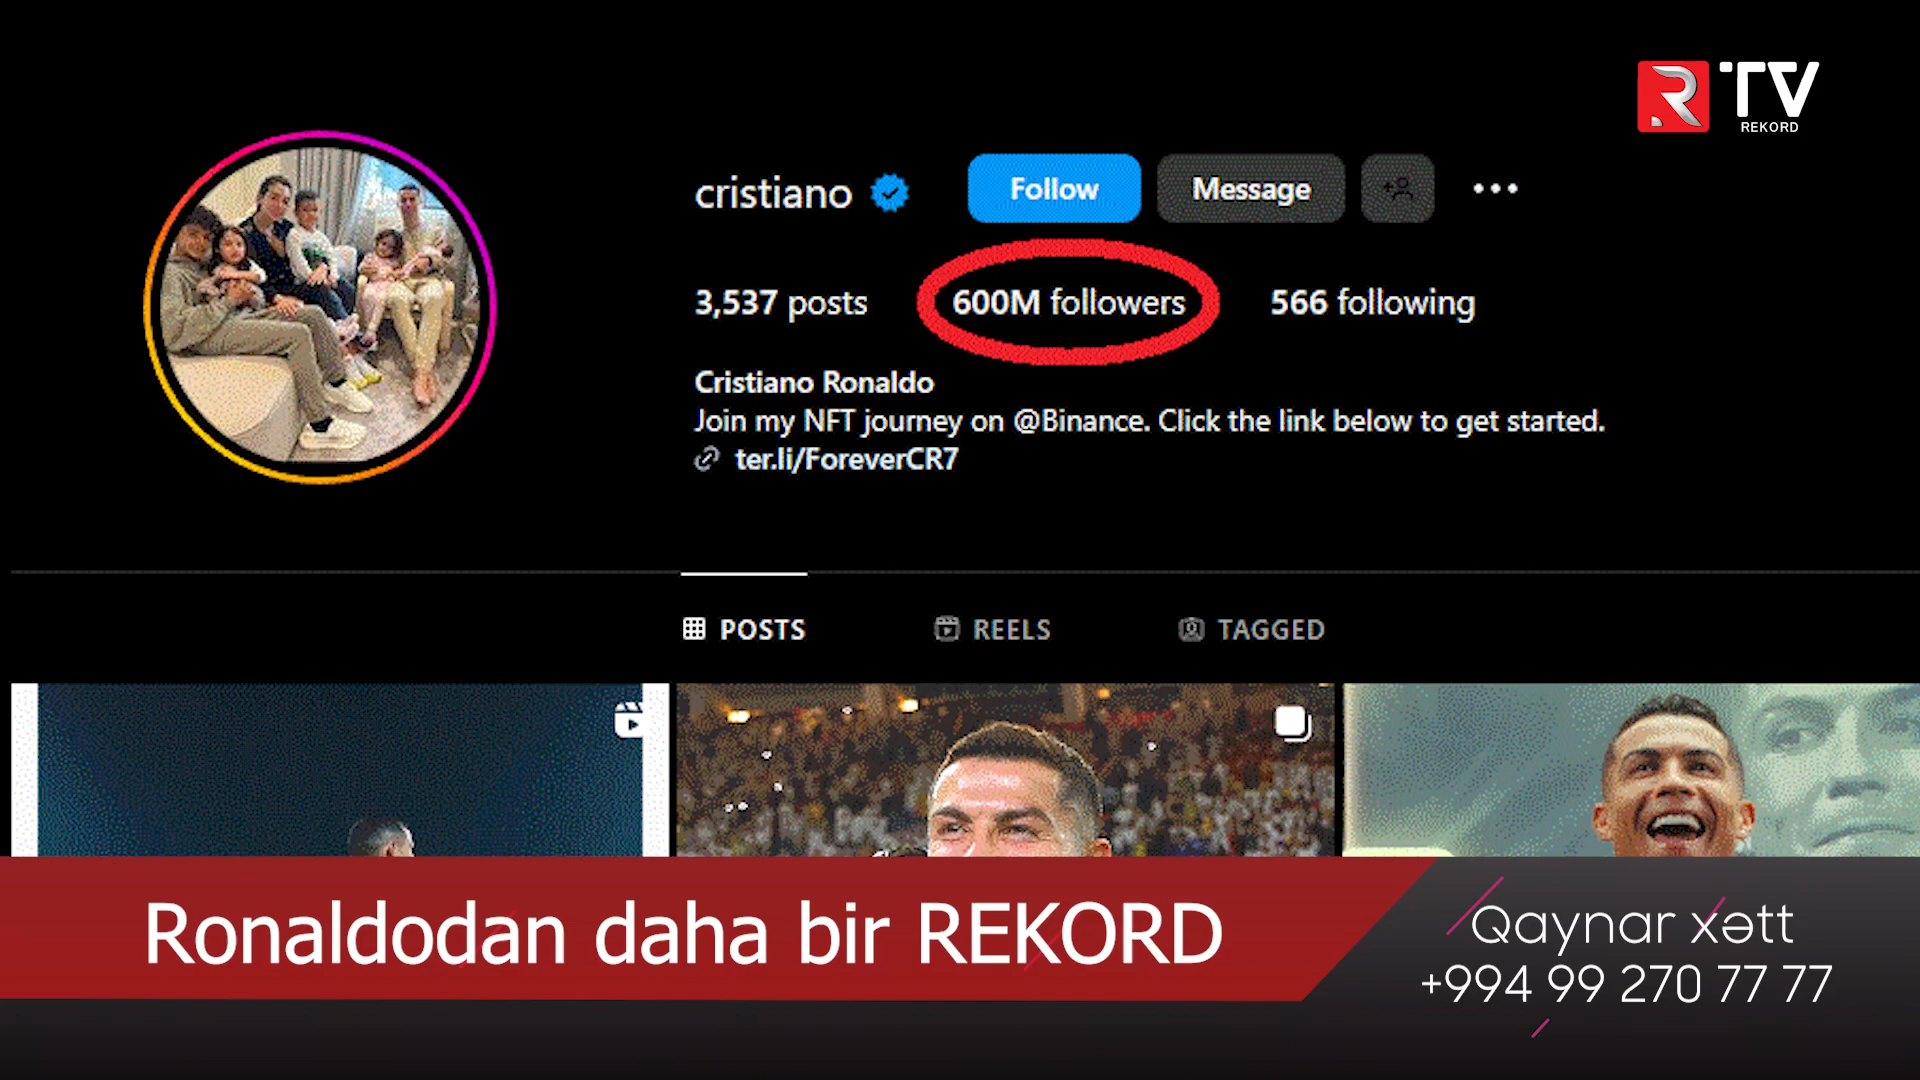 R TV
REKORD
cristiano
Follow
Message
3,537 posts
600M followers
566 following
Cristiano Ronaldo
Join my NFT journey on @Binance. Click the link below to get started.
ter.li/ForeverCR7
POSTS
REELS
TAGGED
Ronaldodan daha bir REKORD
Qaynar xətt
+994 99 270 77 77